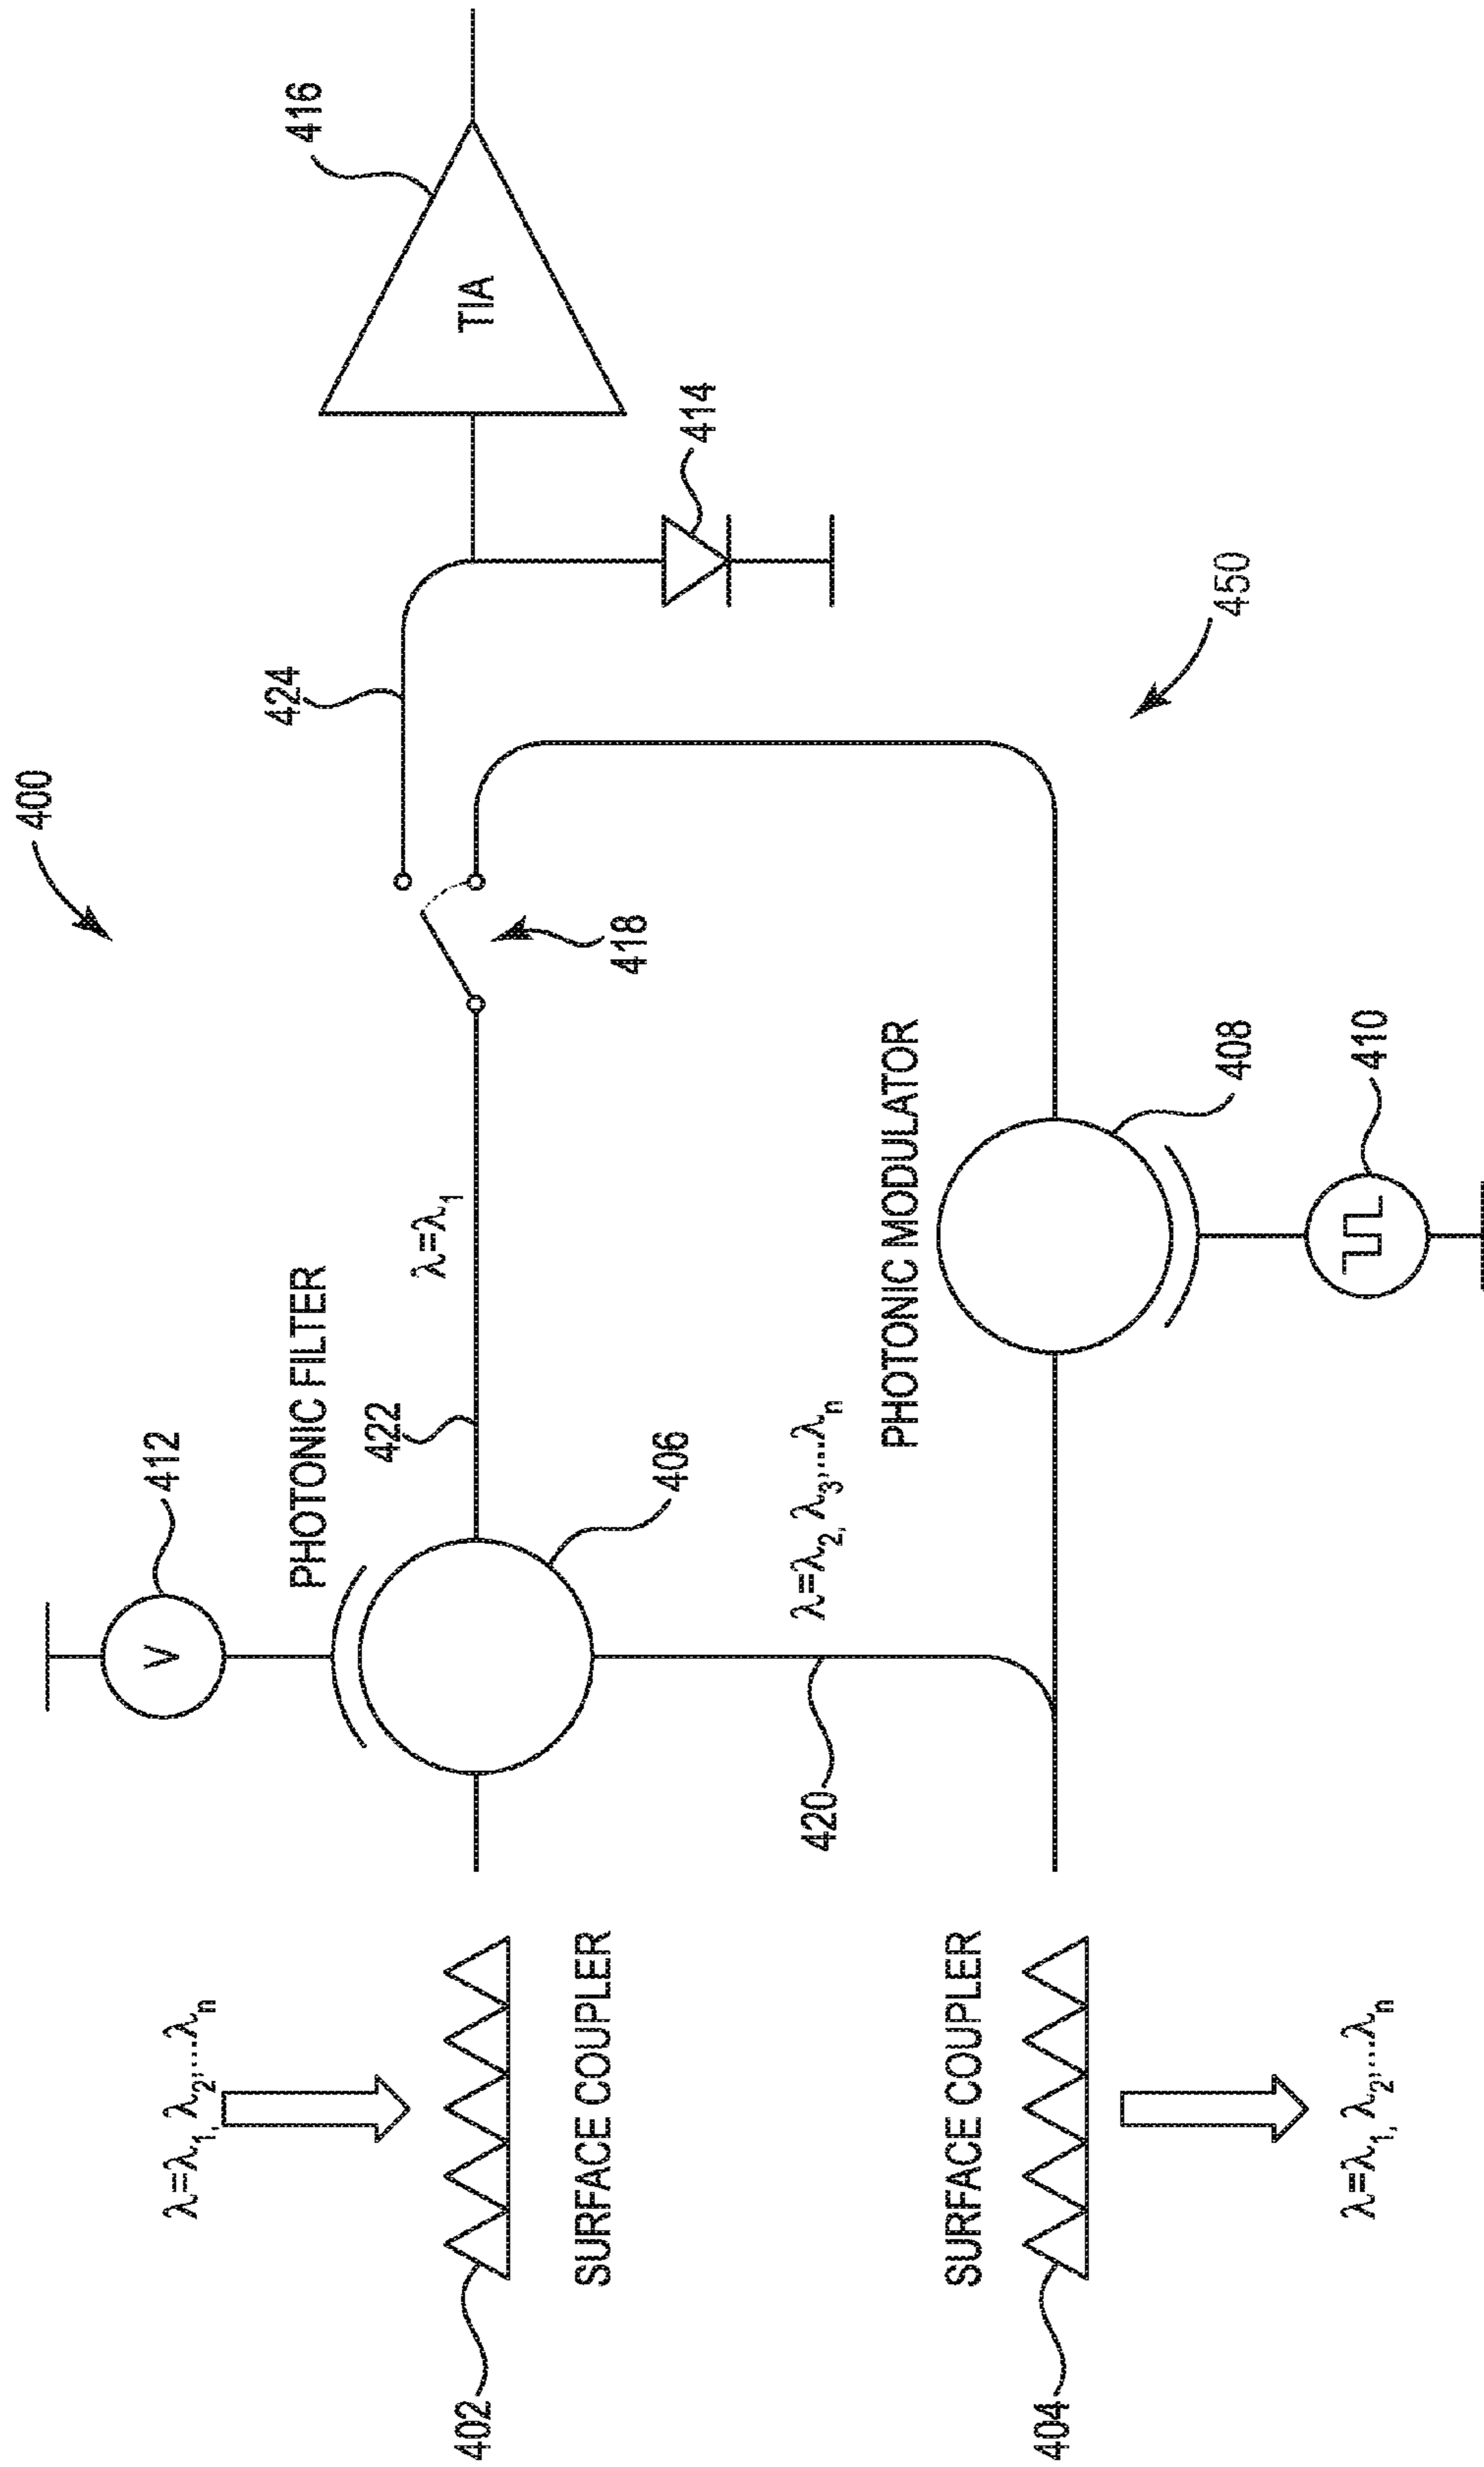 400
416
TIA
424
414
412
V
PHOTONIC FILTER
λ=λ1
422
418
450
λ=λ1, λ2,...λn
406
402
SURFACE COUPLER
λ=λ2, λ3,...λn
420
PHOTONIC MODULATOR
408
410
SURFACE COUPLER
404
λ=λ1, λ2,...λn